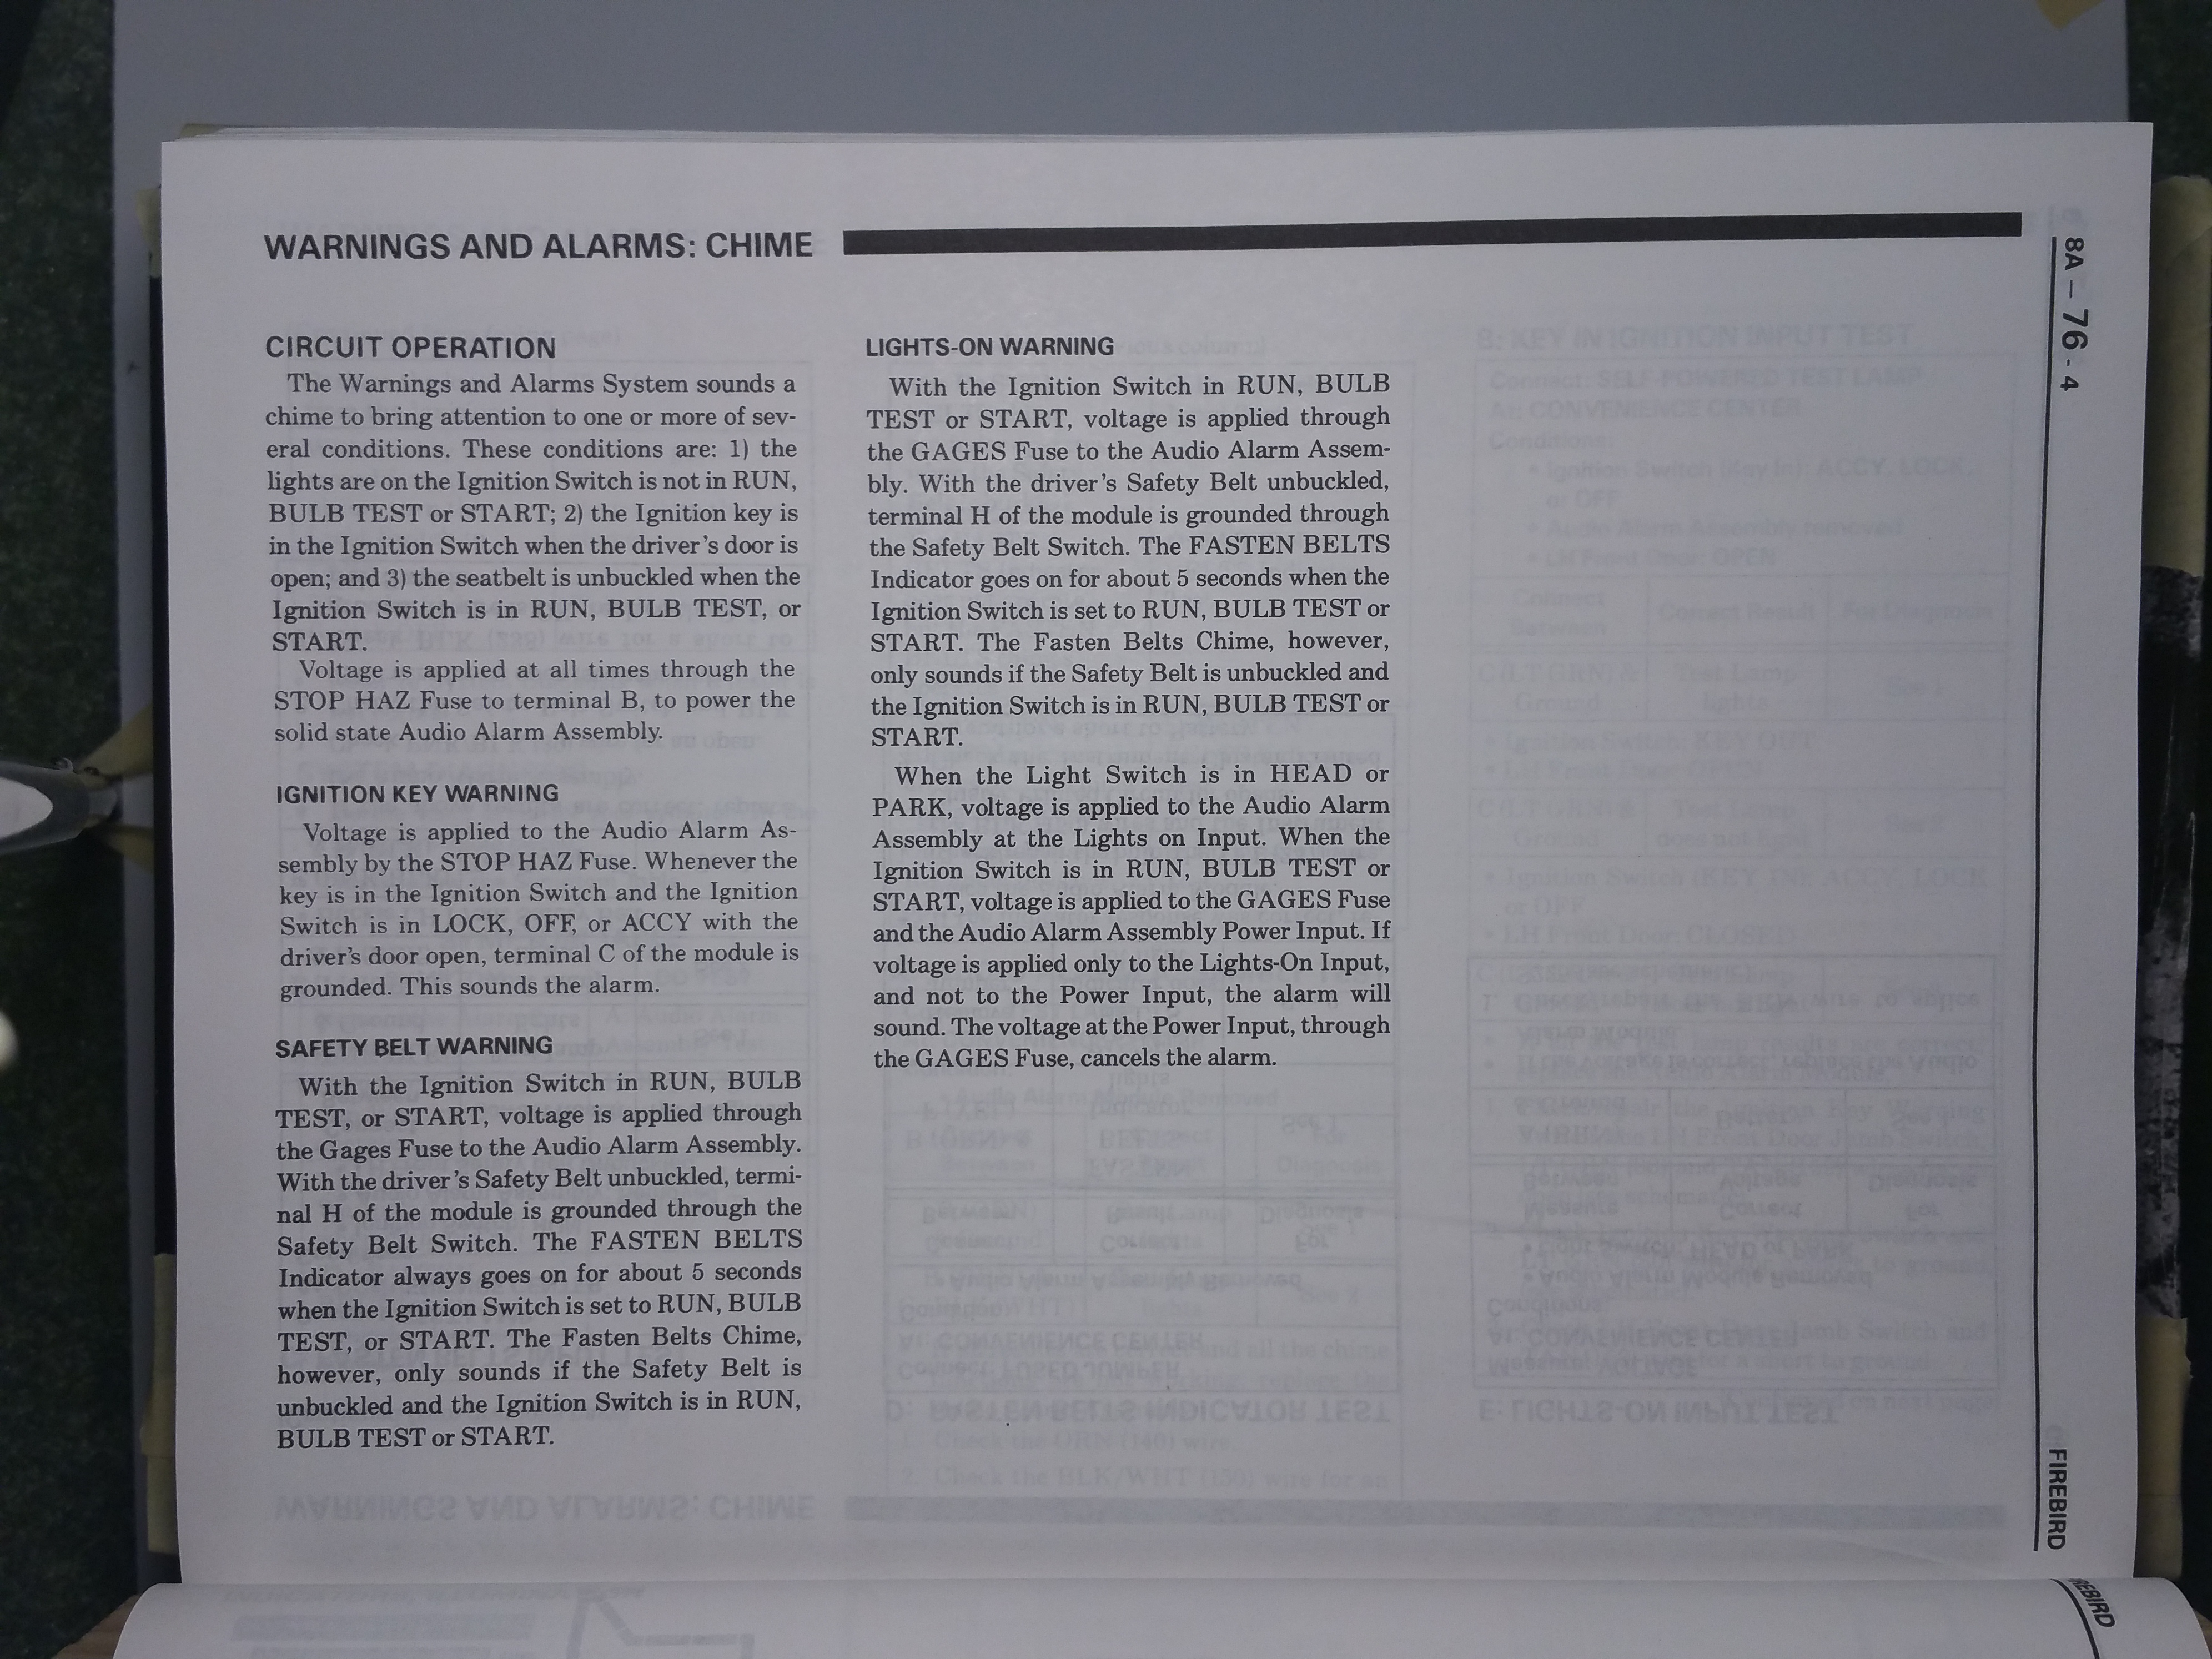 WARNINGS AND ALARMS: CHIME
CIRCUIT OPERATION
The Warnings and Alarms System sounds a
chime to bring attention to one or more of sev-
eral conditions. These conditions are: 1) the
lights are on the Ignition Switch is not in RUN,
BULB TEST or START; 2) the Ignition key is
in the Ignition Switch when the driver's door is
open; and 3) the seatbelt is unbuckled when the
Ignition Switch is in RUN, BULB TEST, or
START.
Voltage is applied at all times through the
STOP HAZ Fuse to terminal B, to power the
solid state Audio Alarm Assembly.
IGNITION KEY WARNING
Voltage is applied to the Audio Alarm As-
sembly by the STOP HAZ Fuse. Whenever the
key is in the Ignition Switch and the Ignition
Switch is in LOCK, OFF, or ACCY with the
driver's door open, terminal C of the module is
grounded. This sounds the alarm.
SAFETY BELT WARNING
With the Ignition Switch in RUN, BULB
TEST, or START, voltage is applied through
the Gages Fuse to the Audio Alarm Assembly.
With the driver's Safety Belt unbuckled, termi-
nal H of the module is grounded through the
Safety Belt Switch. The FASTEN BELTS
Indicator always goes on for about 5 seconds
when the Ignition Switch is set to RUN, BULB
TEST, or START. The Fasten Belts Chime,
however, only sounds if the Safety Belt is
unbuckled and the Ignition Switch is in RUN,
BULB TEST or START.
LIGHTS-ON WARNING
With the Ignition Switch in RUN, BULB
TEST or START, voltage is applied through
the GAGES Fuse to the Audio Alarm Assem-
bly. With the driver's Safety Belt unbuckled,
terminal H of the module is grounded through
the Safety Belt Switch. The FASTEN BELTS
Indicator goes on for about 5 seconds when the
Ignition Switch is set to RUN, BULB TEST or
START. The Fasten Belts Chime, however,
only sounds if the Safety Belt is unbuckled and
the Ignition Switch is in RUN, BULB TEST or
START.
When the Light Switch is in HEAD or
PARK, voltage is applied to the Audio Alarm
Assembly at the Lights on Input. When the
Ignition Switch is in RUN, BULB TEST or
START, voltage is applied to the GAGES Fuse
and the Audio Alarm Assembly Power Input. If
voltage is applied only to the Lights-On Input,
and not to the Power Input, the alarm will
sound. The voltage at the Power Input, through
the GAGES Fuse, cancels the alarm.
8A — 76 - 4
FIREBIRD